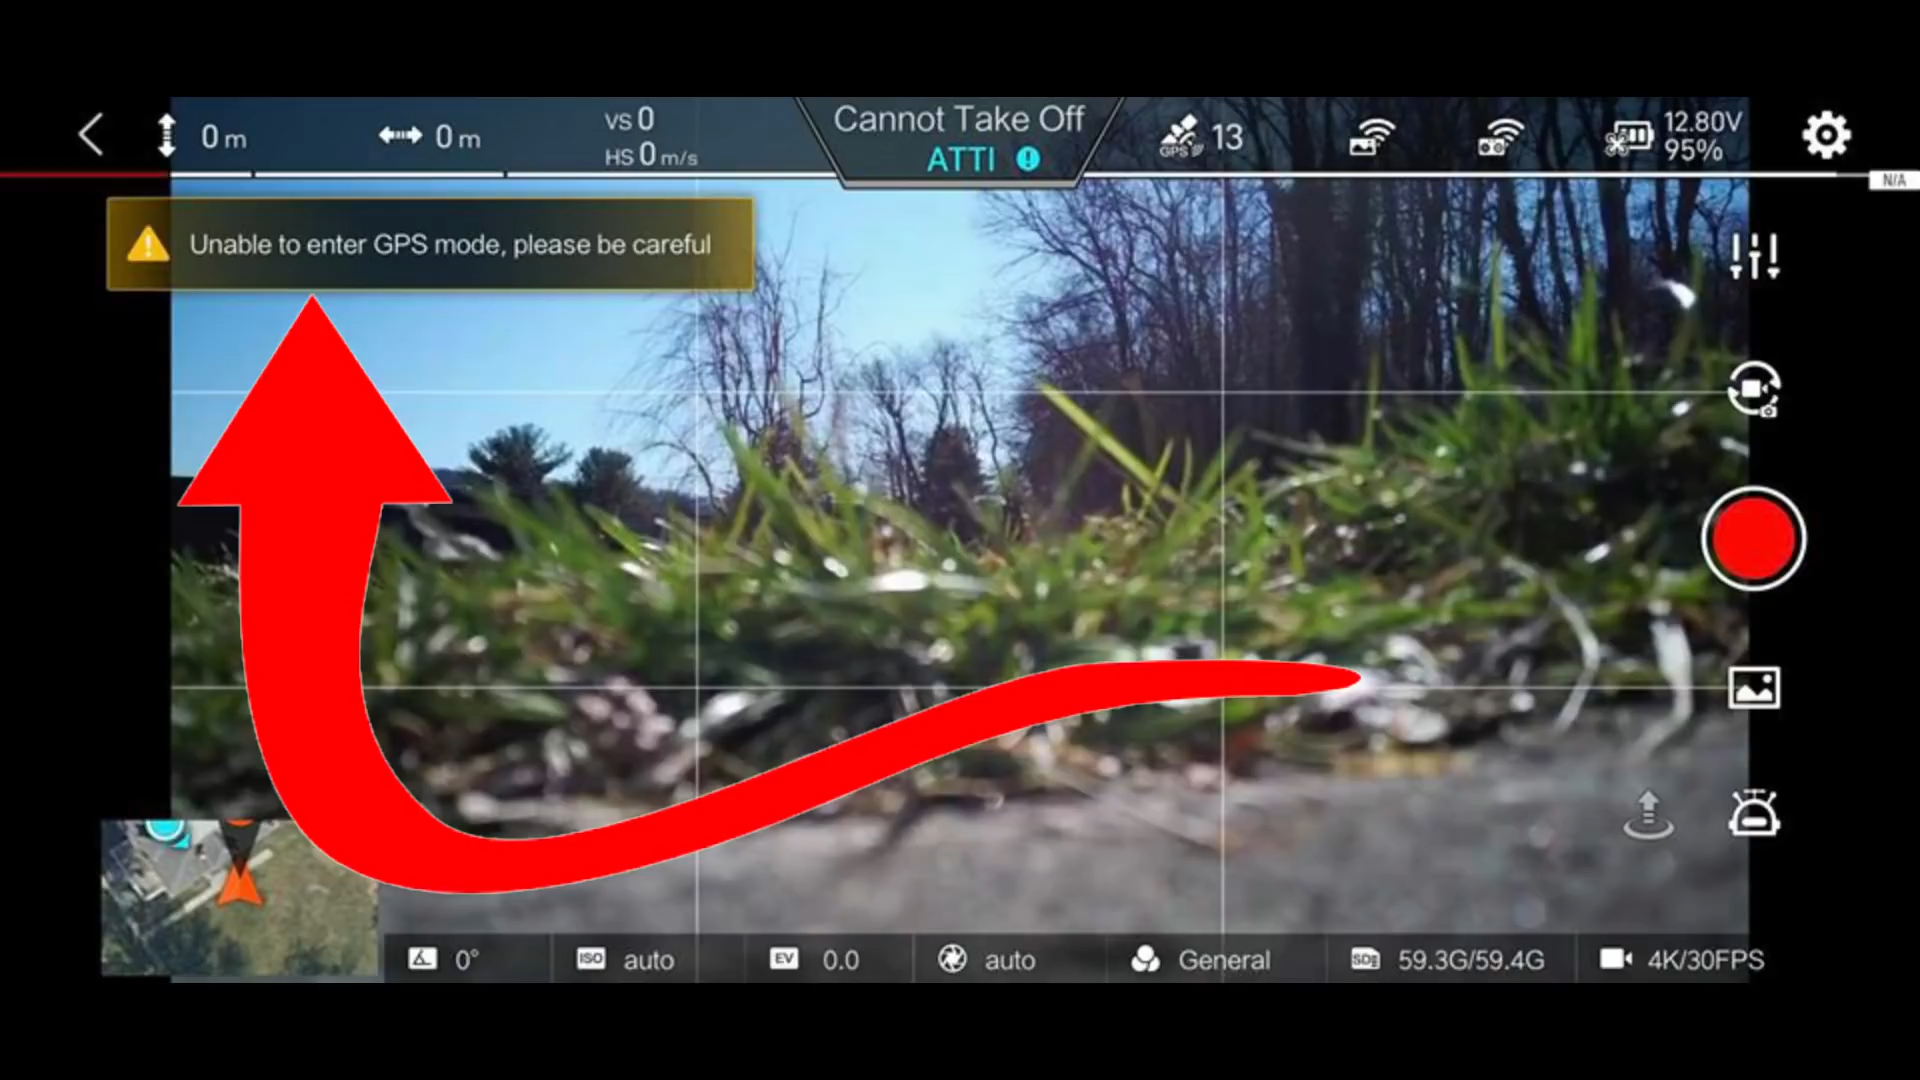 0 m
0 m
VS 0
HS 0 m/s
Cannot Take Off
ATTI
GPS 13
12.80V
95%
N/A
Unable to enter GPS mode, please be careful
0°
ISO auto
EV 0.0
auto
General
SD 59.3G/59.4G
4K/30FPS